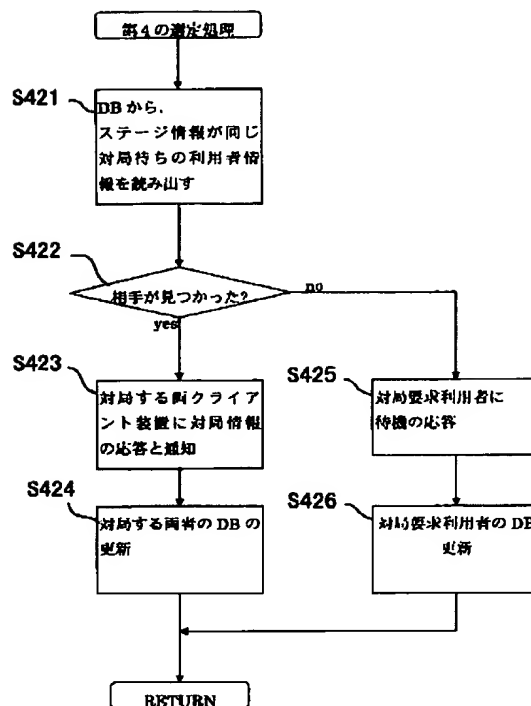 第4の選定処理
S421
DBから、
ステージ情報が同じ
対局待ちの利用者情
報を読み出す
S422
相手が見つかった?
no
yes
S423
対局する両クライア
ント装置に対局情報
の応答と通知
S425
対局要求利用者に
待機の応答
S424
対局する両者のDBの
更新
S426
対局要求利用者のDB
更新
RETURN